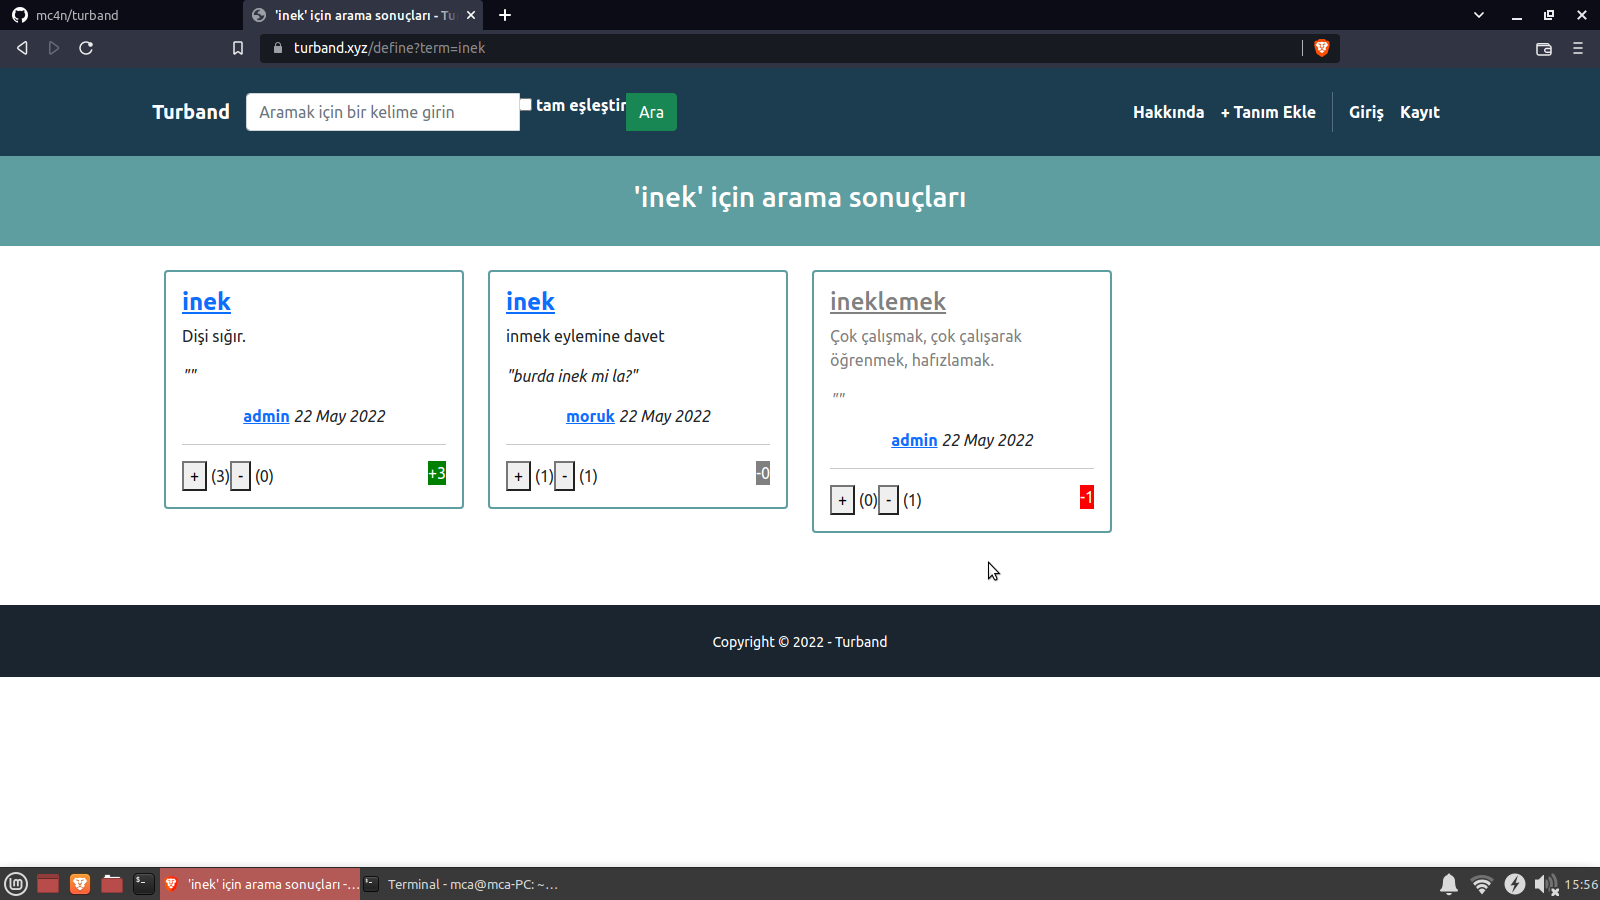 mc4n/turband
'inek' için arama sonuçları - Tu
turband.xyz/define?term=inek
Turband
Aramak için bir kelime girin
tam eşleştir
Ara
Hakkında
+ Tanım Ekle
Giriş
Kayıt
'inek' için arama sonuçları
inek
Dişi sığır.
""
admin 22 May 2022
+ (3) - (0)
+3
inek
inmek eylemine davet
"burda inek mi la?"
moruk 22 May 2022
+ (1) - (1)
-0
ineklemek
Çok çalışmak, çok çalışarak
öğrenmek, hafızlamak.
""
admin 22 May 2022
+ (0) - (1)
-1
Copyright © 2022 - Turband
'inek' için arama sonuçları -...
Terminal - mca@mca-PC: ~...
15:56